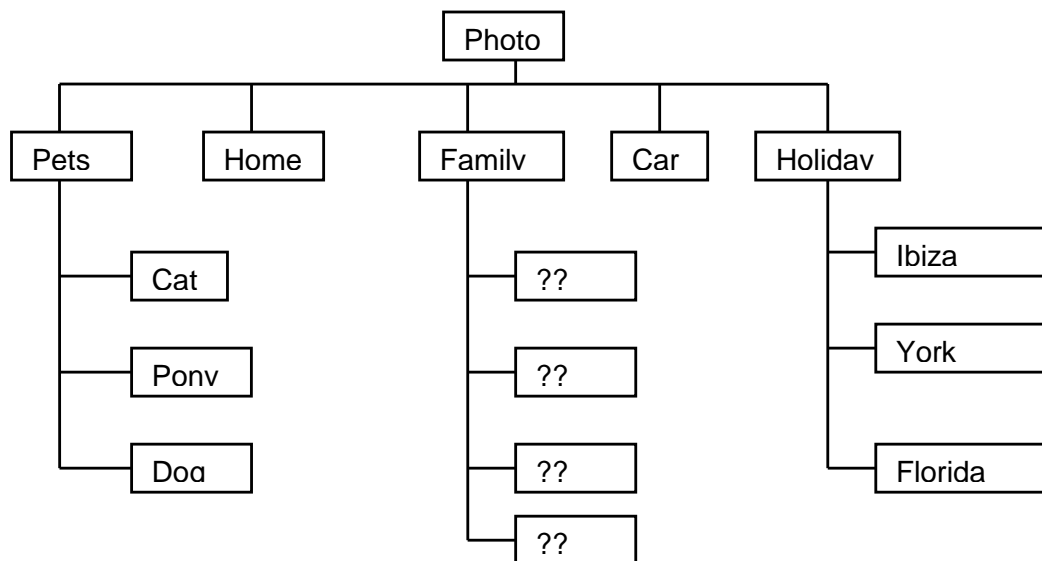 Photo
Pets
Home
Family
Car
Holiday
Cat
Pony
Dog
??
??
??
??
Ibiza
York
Florida